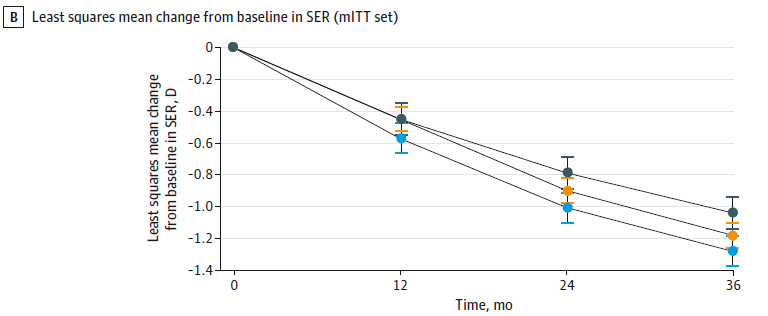 B Least squares mean change from baseline in SER (mITT set)
Least squares mean change
from baseline in SER, D
0
-0.2
-0.4
-0.6
-0.8
-1.0
-1.2
-1.4
0 12 24 36
Time, mo